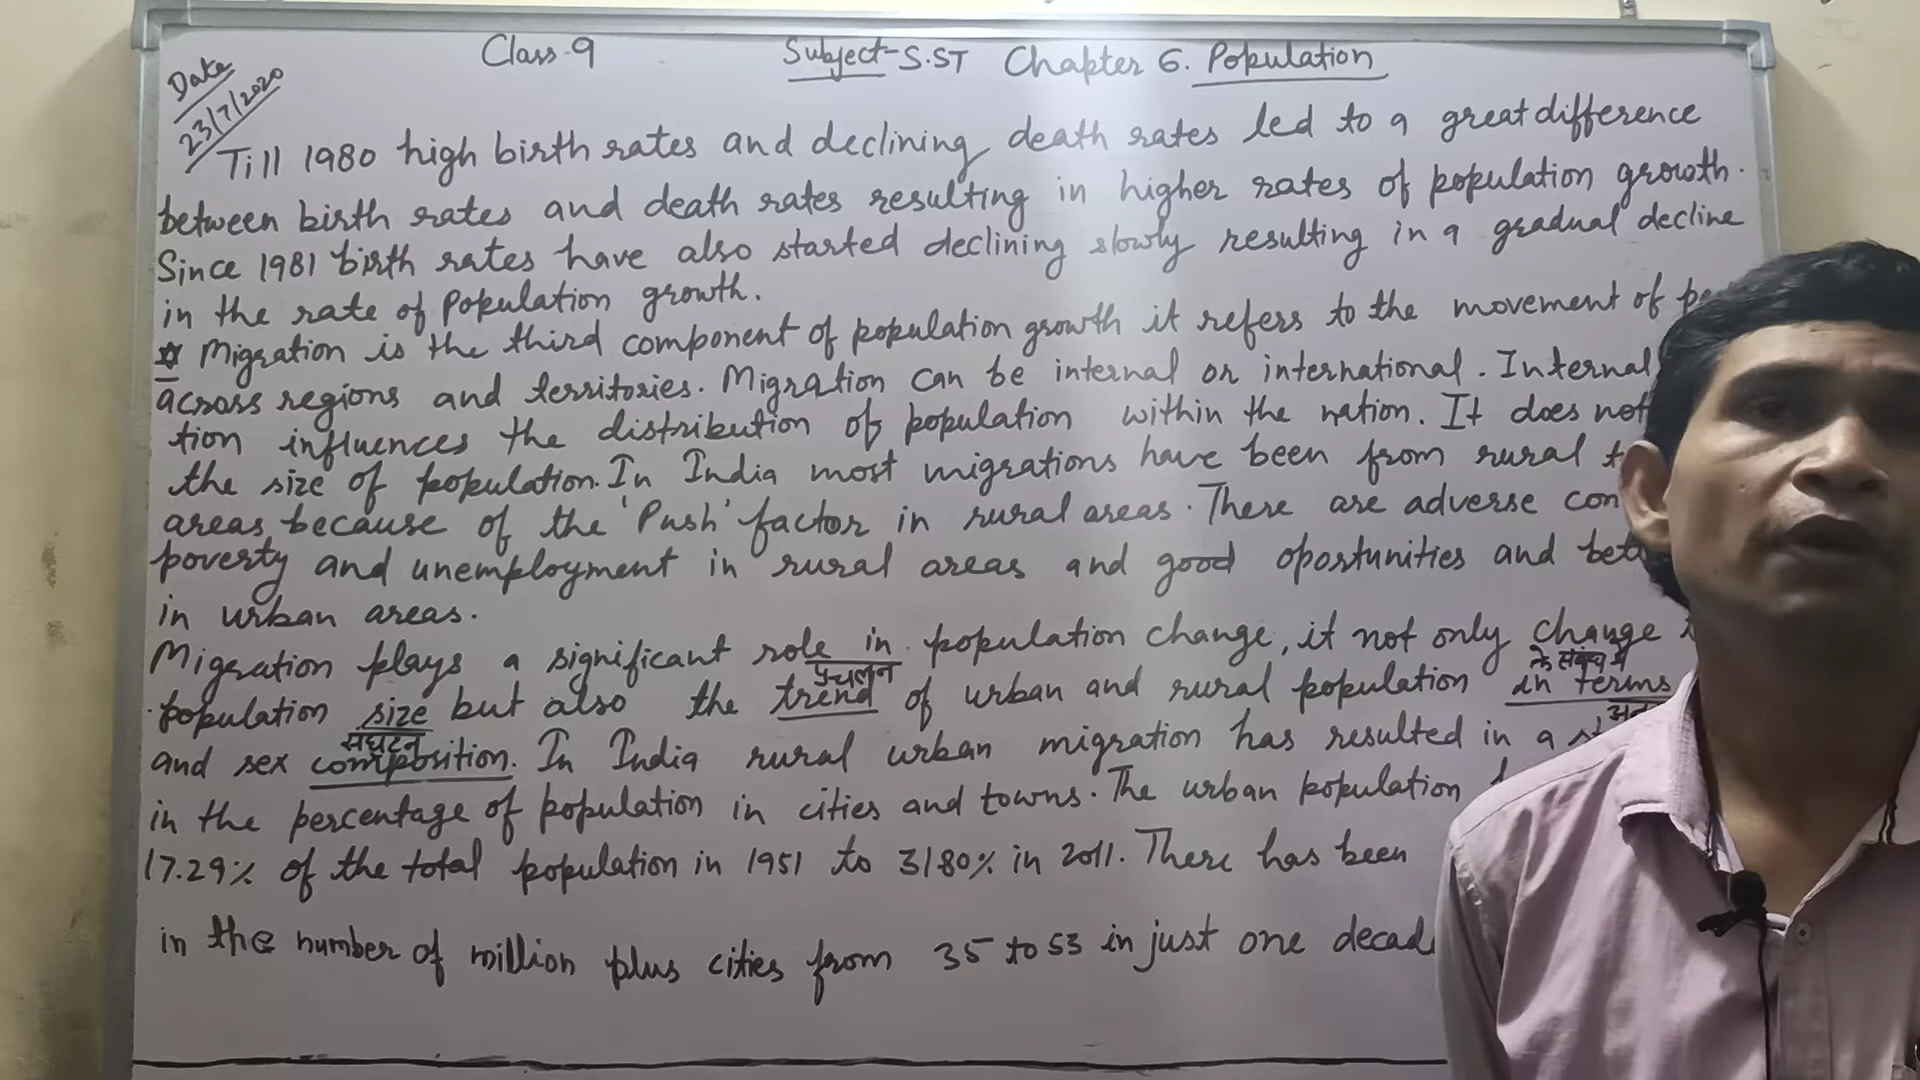 Class-9 Subject-S.ST Chapter 6. Population
Date
23/7/2020
Till 1980 high birth rates and declining death rates led to a great difference
between birth rates and death rates resulting in higher rates of population growth.
Since 1981 birth rates have also started declining slowly resulting in a gradual decline
in the rate of Population growth.
☆ Migration is the third component of population growth it refers to the movement of
across regions and territories. Migration can be internal or international. Internal
tion influences the distribution of population within the nation. It does not
the size of population. In India most migrations have been from rural
areas because of the 'Push' factor in rural areas. There are adverse con
poverty and unemployment in rural areas and good oportunities and
in urban areas.
Migration plays a significant role in population change, it not only change
प्रचलन के संबंध में
population size but also the trend of urban and rural population in terms
संघटन
and sex composition. In India rural urban migration has resulted in a
in the percentage of population in cities and towns. The urban population
17.29% of the total population in 1951 to 31.80% in 2011. There has been
in the number of million plus cities from 35 to 53 in just one decad